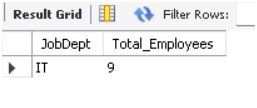 Result Grid Filter Rows:
JobDept Total_Employees
IT 9